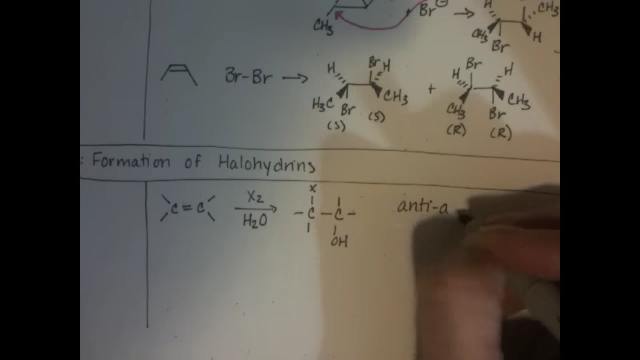 CH3
Br⊖ → H CH3
CH3 Br H
Br–Br → H Br H H3C Br CH3 + H Br H CH3 Br CH3
(S) (S) (R) (R)
: Formation of Halohydrins
C=C X2 H2O → X –C–C– OH anti-a